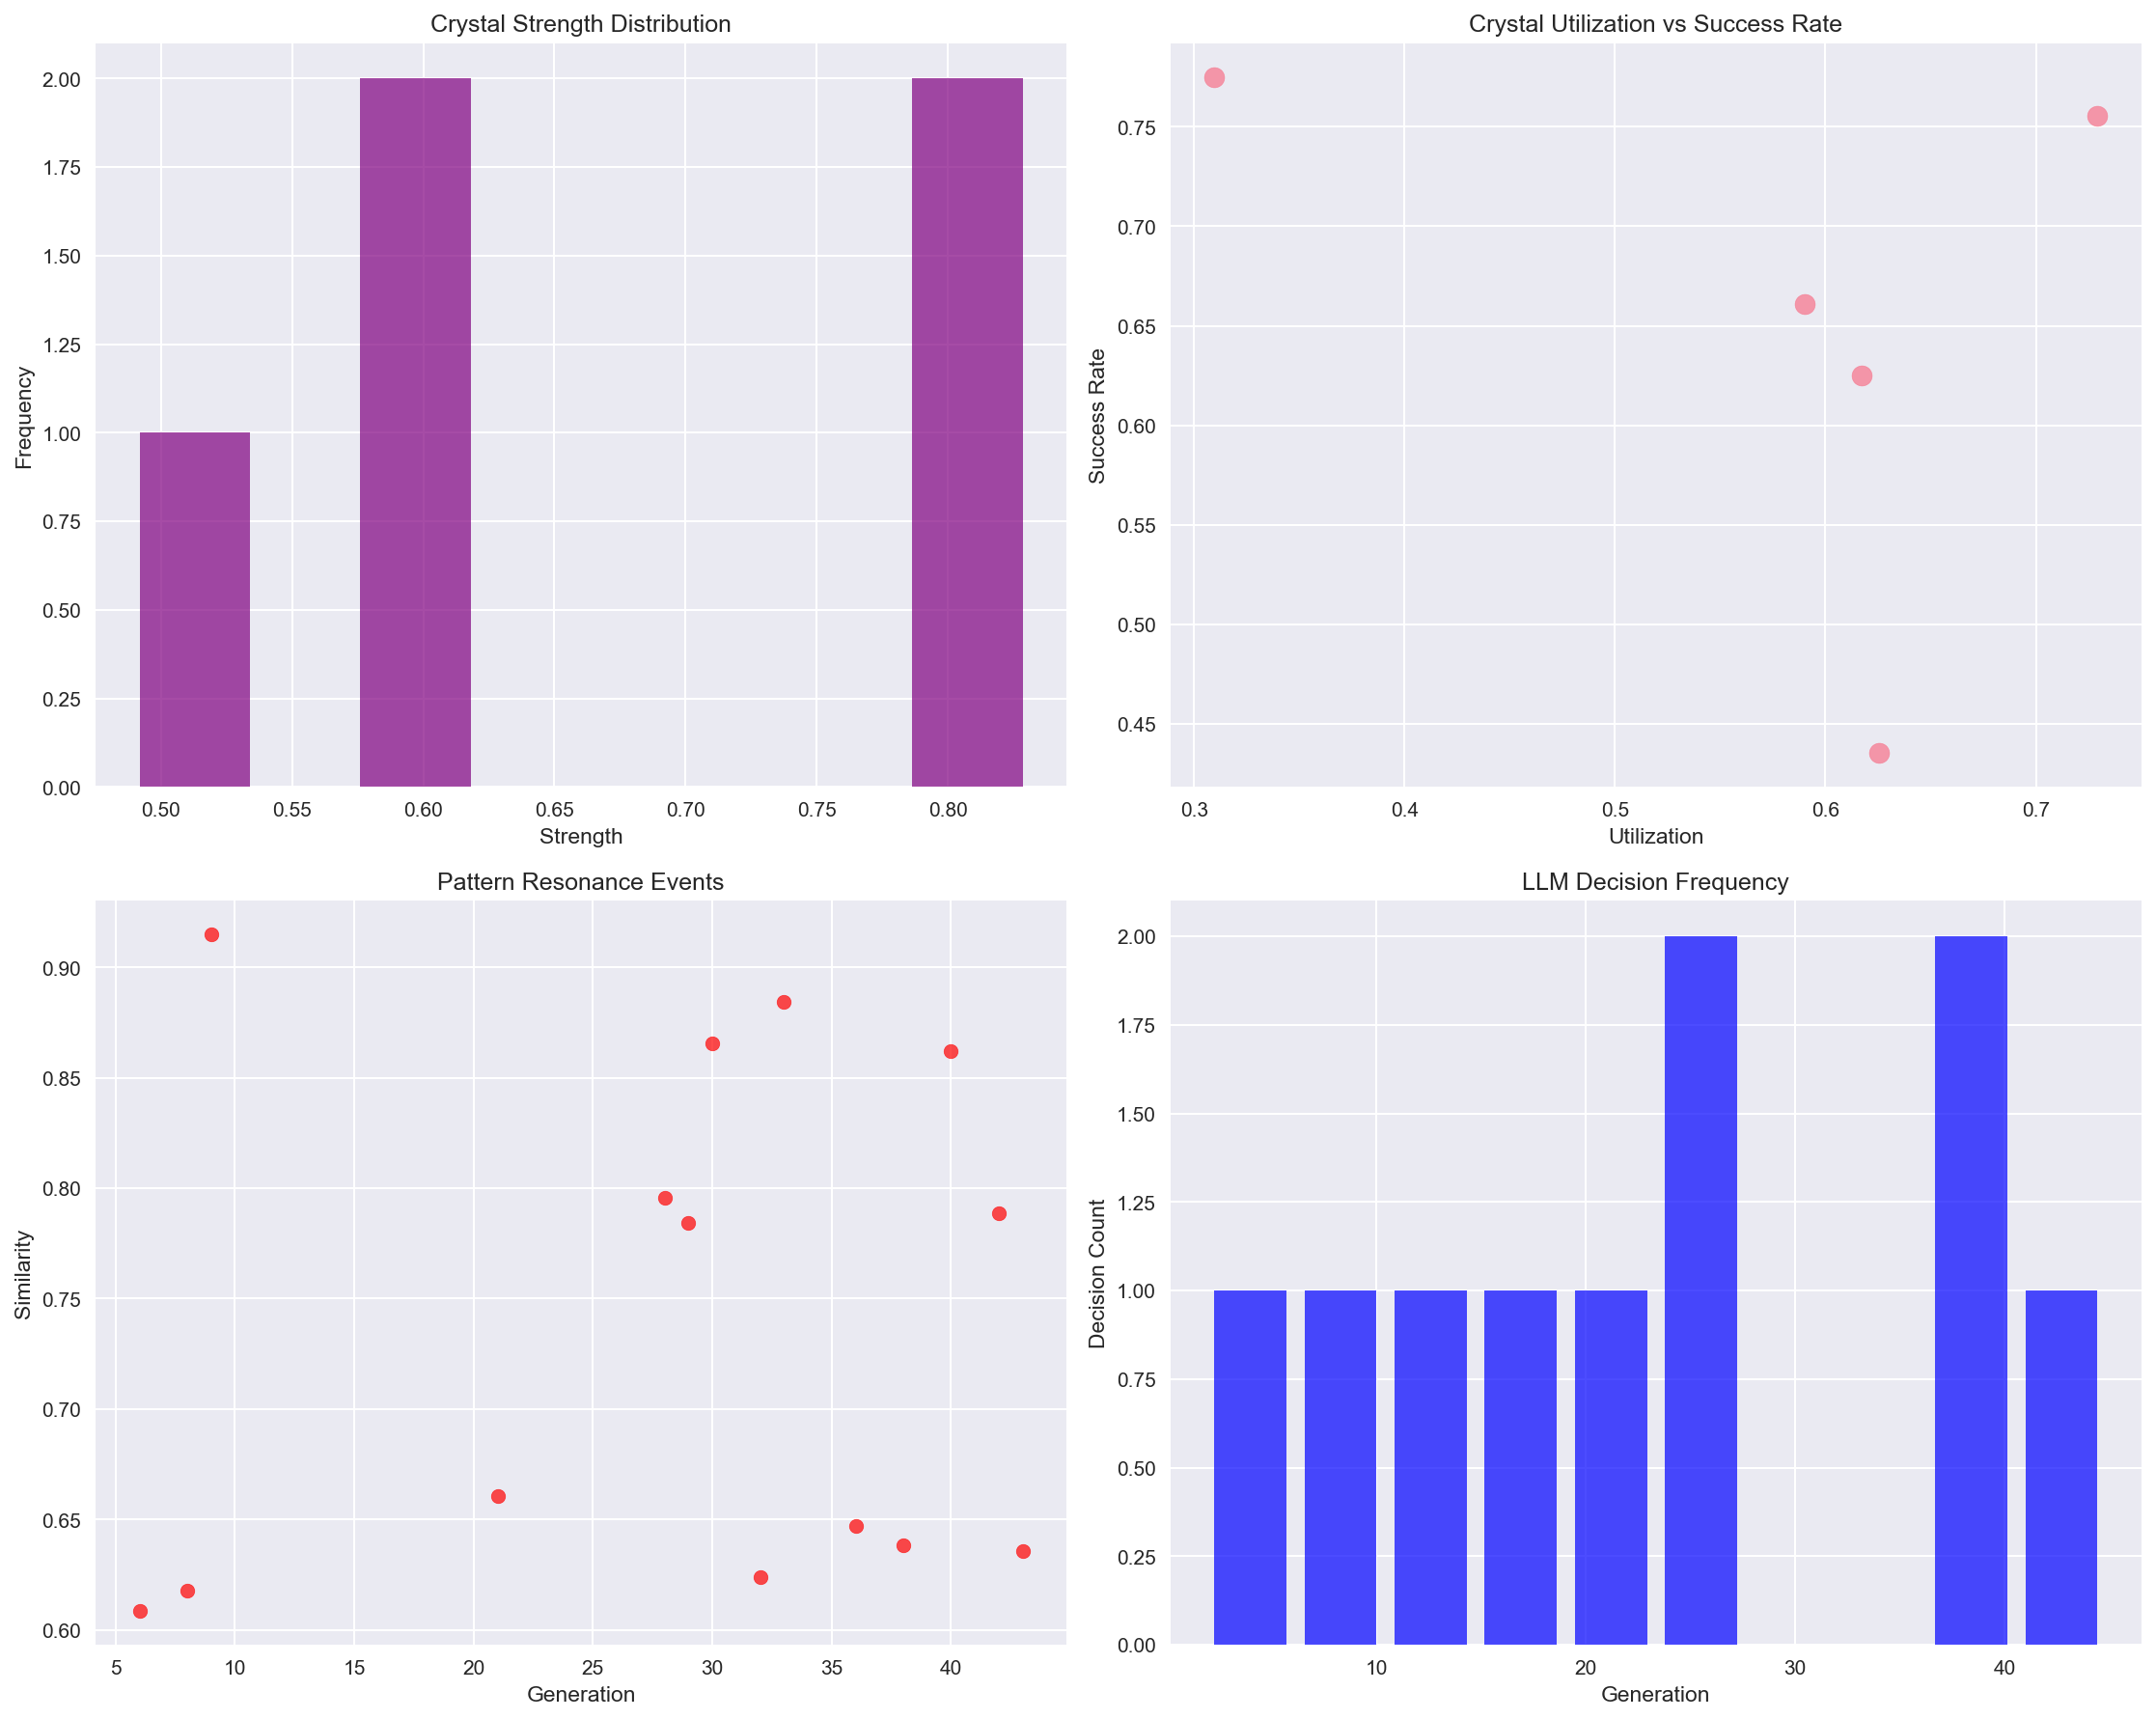 Crystal Strength Distribution
2.00
1.75
1.50
1.25
1.00
0.75
0.50
0.25
0.00
Frequency
0.50 0.55 0.60 0.65 0.70 0.75 0.80
Strength
Crystal Utilization vs Success Rate
0.75
0.70
0.65
0.60
0.55
0.50
0.45
Success Rate
0.3 0.4 0.5 0.6 0.7
Utilization
Pattern Resonance Events
0.90
0.85
0.80
0.75
0.70
0.65
0.60
Similarity
5 10 15 20 25 30 35 40
Generation
LLM Decision Frequency
2.00
1.75
1.50
1.25
1.00
0.75
0.50
0.25
0.00
Decision Count
10 20 30 40
Generation